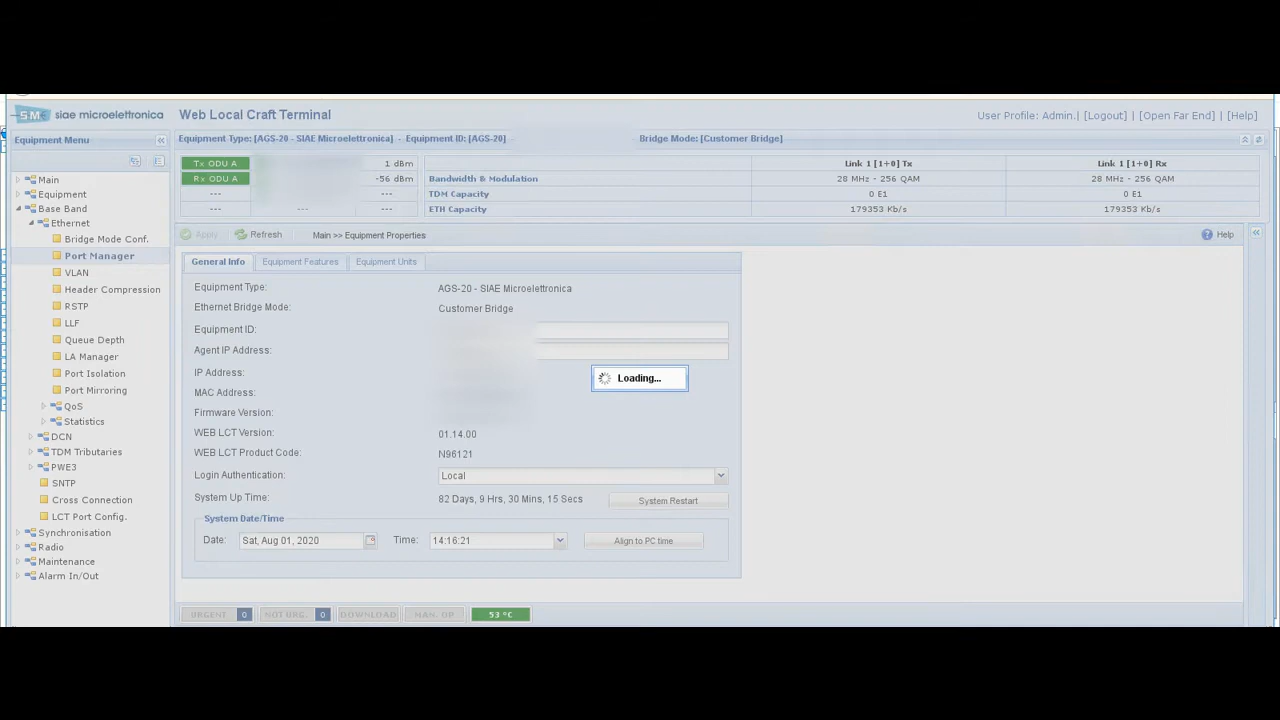 SM siae microelettronica
Web Local Craft Terminal
User Profile: Admin.| [Logout] | [Open Far End] | [Help]
Equipment Menu
Equipment Type: [AGS-20 - SIAE Microelettronica] - Equipment ID: [AGS-20]
Bridge Mode: [Customer Bridge]
Tx ODU A 1 dBm Link 1 [1+0] Tx Link 1 [1+0] Rx
Rx ODU A -56 dBm Bandwidth & Modulation 28 MHz - 256 QAM 28 MHz - 256 QAM
--- --- TDM Capacity 0 E1 0 E1
--- --- --- ETH Capacity 179353 Kb/s 179353 Kb/s
Main
Equipment
Base Band
Ethernet
Bridge Mode Conf.
Port Manager
VLAN
Header Compression
RSTP
LLF
Queue Depth
LA Manager
Port Isolation
Port Mirroring
QoS
Statistics
DCN
TDM Tributaries
PWE3
SNTP
Cross Connection
LCT Port Config.
Synchronisation
Radio
Maintenance
Alarm In/Out
Apply Refresh Main >> Equipment Properties Help
General Info Equipment Features Equipment Units
Equipment Type: AGS-20 - SIAE Microelettronica
Ethernet Bridge Mode: Customer Bridge
Equipment ID:
Agent IP Address:
IP Address:
Loading...
MAC Address:
Firmware Version:
WEB LCT Version: 01.14.00
WEB LCT Product Code: N96121
Login Authentication: Local
System Up Time: 82 Days, 9 Hrs, 30 Mins, 15 Secs System Restart
System Date/Time
Date: Sat, Aug 01, 2020 Time: 14:16:21 Align to PC time
URGENT 0 NOT URG. 0 DOWNLOAD MAN. OP 53 ºC